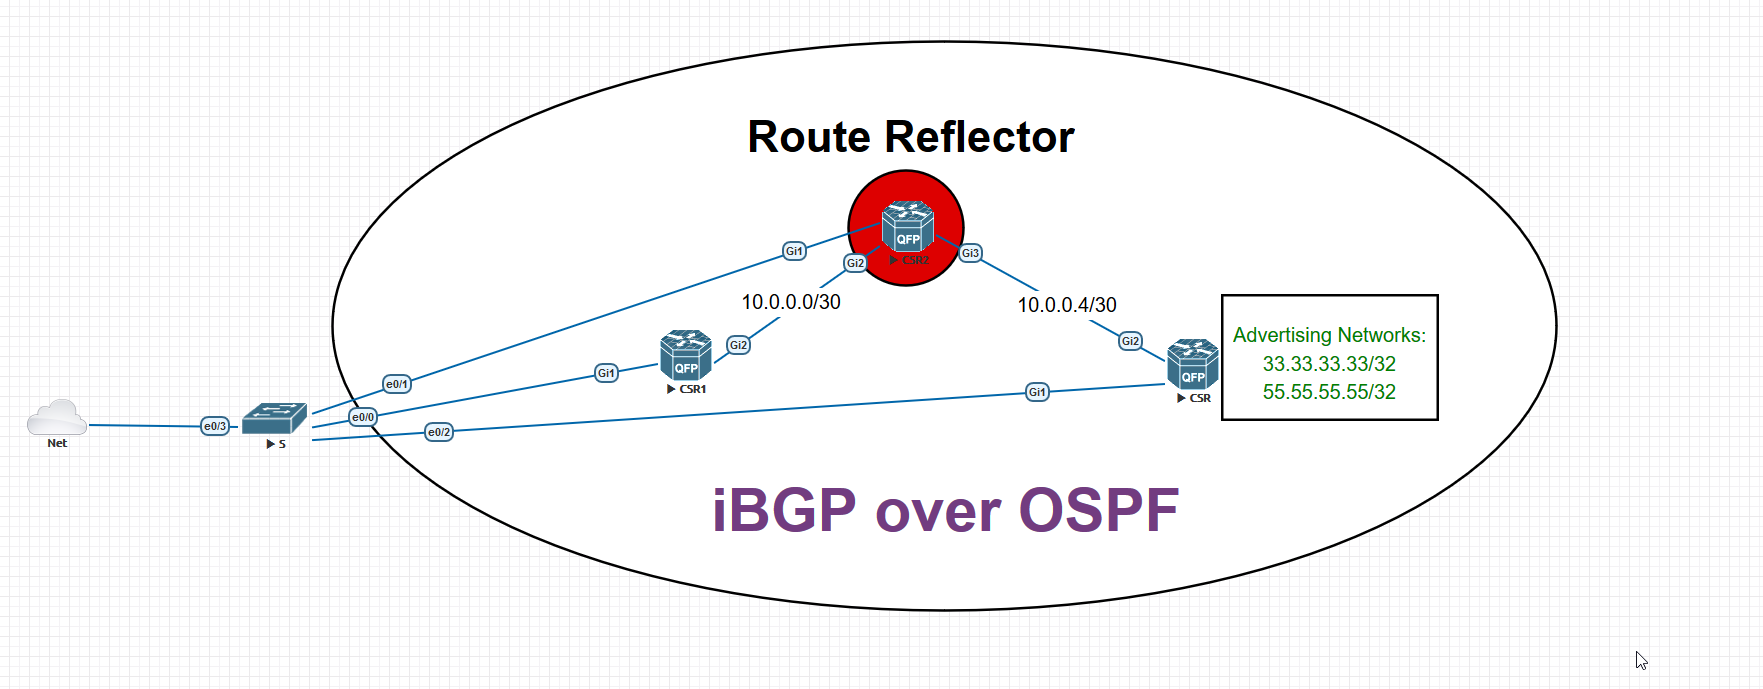 Route Reflector
QFP
CSR2
Gi1
Gi2
Gi3
10.0.0.0/30
10.0.0.4/30
Gi2
Gi2
QFP
CSR1
Gi1
QFP
CSR
Gi1
Advertising Networks:
33.33.33.33/32
55.55.55.55/32
e0/1
e0/0
e0/3
e0/2
Net
S
iBGP over OSPF